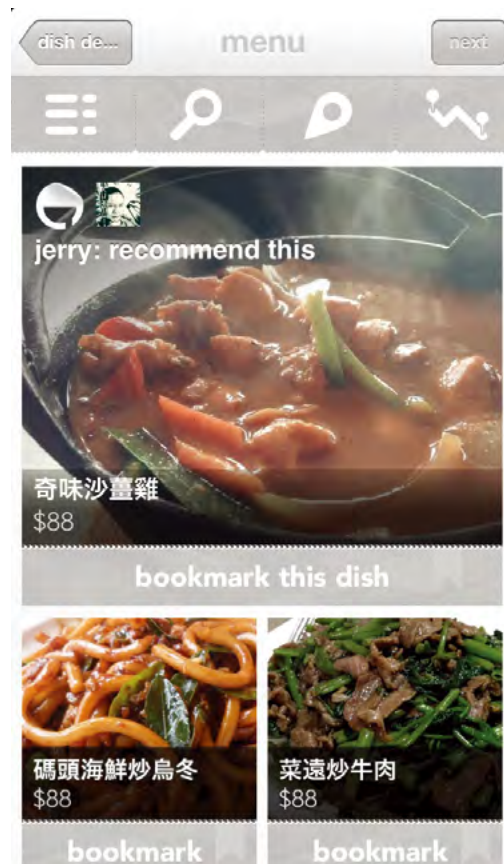 dish de...
menu
next
jerry: recommend this
奇味沙薑雞
$88
bookmark this dish
碼頭海鮮炒烏冬
$88
菜遠炒牛肉
$88
bookmark
bookmark